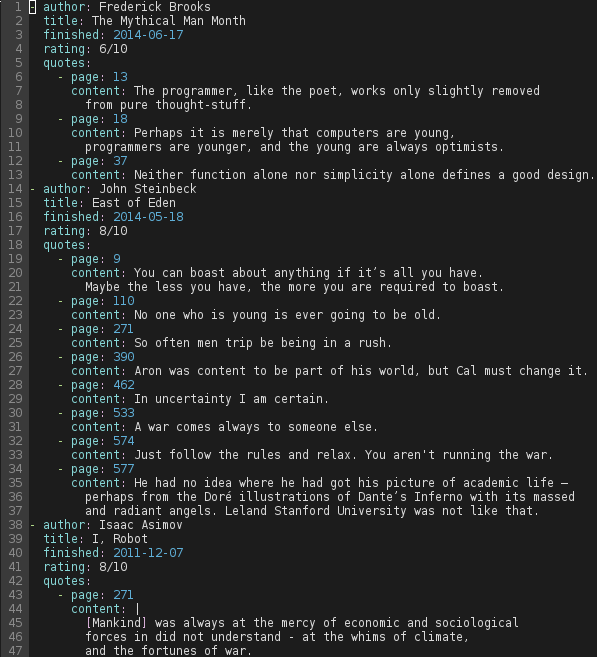 1 - author: Frederick Brooks
2   title: The Mythical Man Month
3   finished: 2014-06-17
4   rating: 6/10
5   quotes:
6     - page: 13
7       content: The programmer, like the poet, works only slightly removed
8         from pure thought-stuff.
9     - page: 18
10       content: Perhaps it is merely that computers are young,
11         programmers are younger, and the young are always optimists.
12     - page: 37
13       content: Neither function alone nor simplicity alone defines a good design.
14 - author: John Steinbeck
15   title: East of Eden
16   finished: 2014-05-18
17   rating: 8/10
18   quotes:
19     - page: 9
20       content: You can boast about anything if it’s all you have.
21         Maybe the less you have, the more you are required to boast.
22     - page: 110
23       content: No one who is young is ever going to be old.
24     - page: 271
25       content: So often men trip be being in a rush.
26     - page: 390
27       content: Aron was content to be part of his world, but Cal must change it.
28     - page: 462
29       content: In uncertainty I am certain.
30     - page: 533
31       content: A war comes always to someone else.
32     - page: 574
33       content: Just follow the rules and relax. You aren't running the war.
34     - page: 577
35       content: He had no idea where he had got his picture of academic life –
36         perhaps from the Doré illustrations of Dante’s Inferno with its massed
37         and radiant angels. Leland Stanford University was not like that.
38 - author: Isaac Asimov
39   title: I, Robot
40   finished: 2011-12-07
41   rating: 8/10
42   quotes:
43     - page: 271
44       content: |
45         [Mankind] was always at the mercy of economic and sociological
46         forces in did not understand - at the whims of climate,
47         and the fortunes of war.